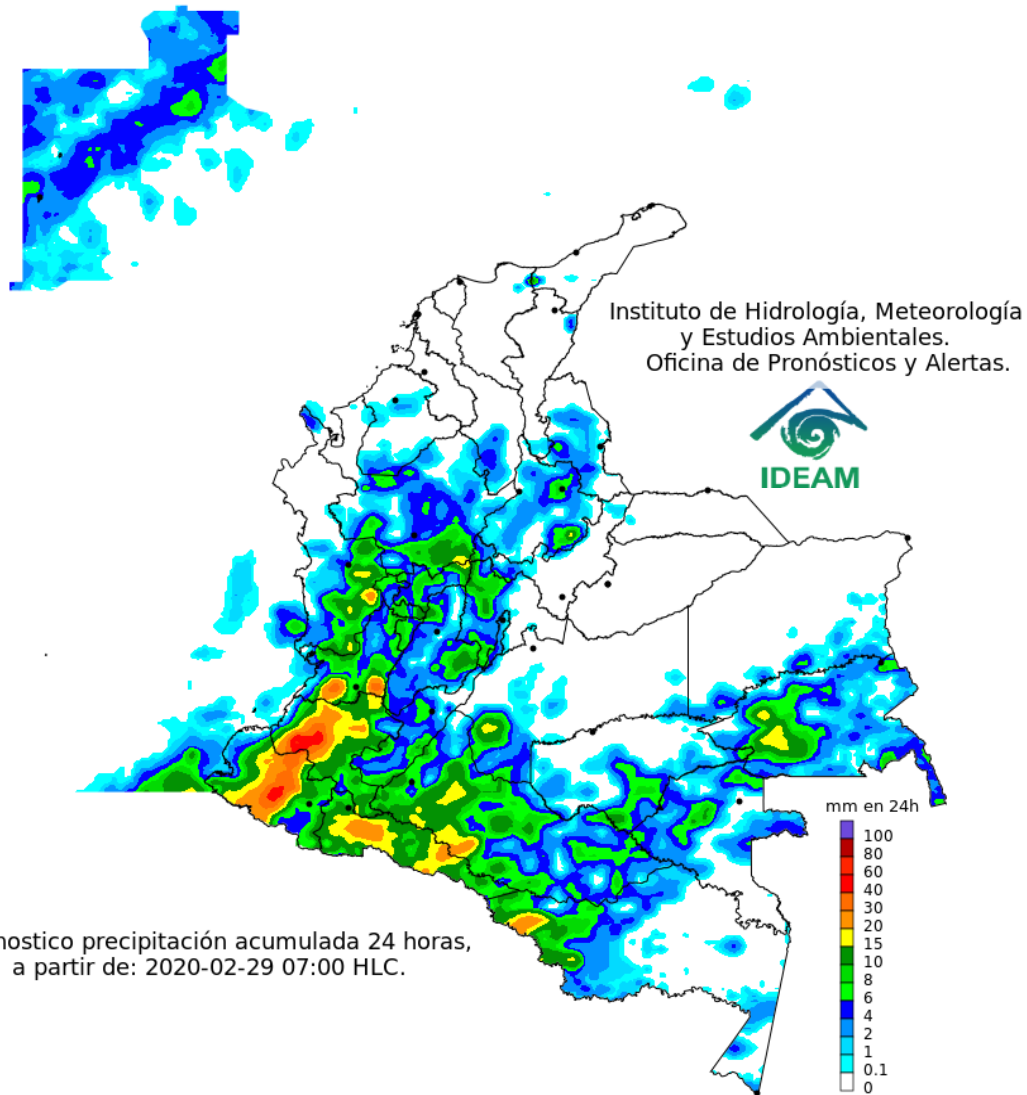 Instituto de Hidrología, Meteorología
y Estudios Ambientales.
Oficina de Pronósticos y Alertas.
IDEAM
mm en 24h
100
80
60
40
30
20
15
10
8
6
4
2
1
0.1
0
nostico precipitación acumulada 24 horas,
a partir de: 2020-02-29 07:00 HLC.